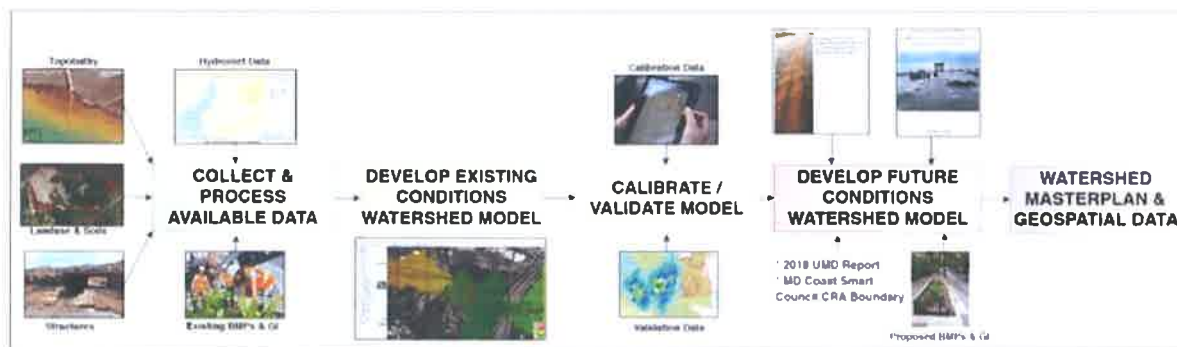 Topobathy
Hydromet Data
Calibration Data
COLLECT &
PROCESS
AVAILABLE DATA
DEVELOP EXISTING
CONDITIONS
WATERSHED MODEL
CALIBRATE /
VALIDATE MODEL
DEVELOP FUTURE
CONDITIONS
WATERSHED MODEL
WATERSHED
MASTERPLAN &
GEOSPATIAL DATA
Landuse & Soils
Structures
Existing BMPs & GI
Validation Data
* 2018 UMD Report
* MD Coast Smart
Council CRA Boundary
Proposed BMPs & GI